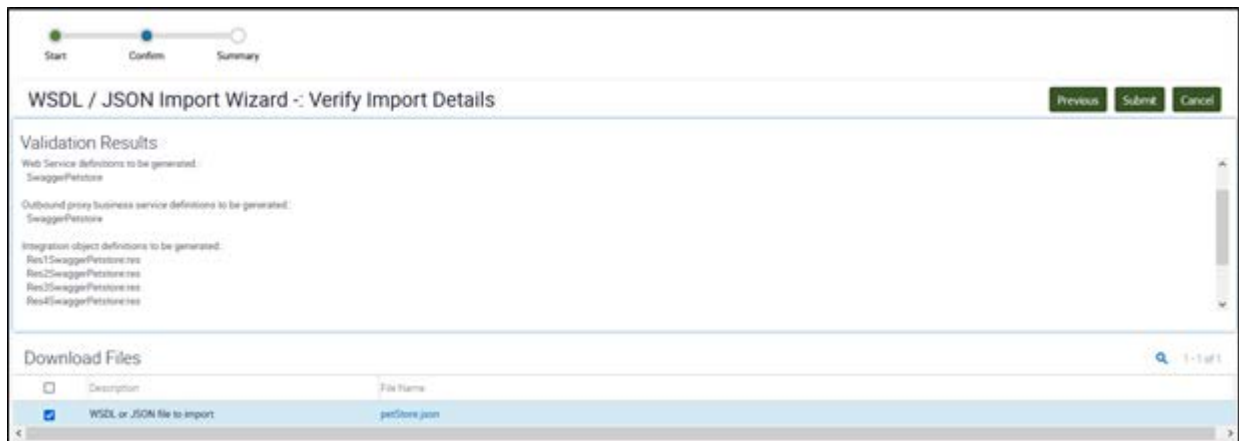 Start Confirm Summary
WSDL / JSON Import Wizard -: Verify Import Details Previous Submit Cancel
Validation Results
Web Service definitions to be generated:
SwaggerPetstore
Outbound proxy business service definitions to be generated:
SwaggerPetstore
Integration object definitions to be generated:
Res1SwaggerPetstore:res
Res2SwaggerPetstore:res
Res3SwaggerPetstore:res
Res4SwaggerPetstore:res
Download Files 1 - 1 of 1
Description File Name
WSDL or JSON file to import petStore.json